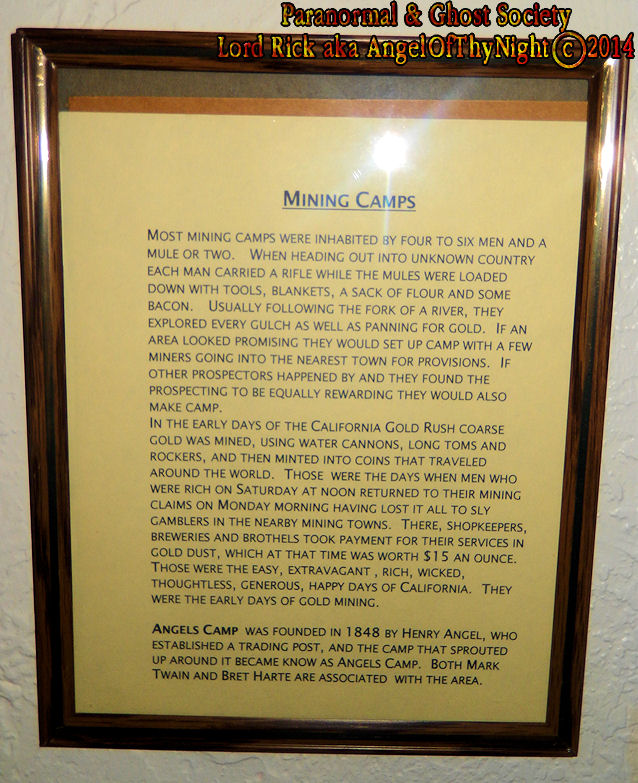 Paranormal & Ghost Society
Lord Rick aka AngelOfThyNight © 2014
MINING CAMPS
MOST MINING CAMPS WERE INHABITED BY FOUR TO SIX MEN AND A
MULE OR TWO. WHEN HEADING OUT INTO UNKNOWN COUNTRY
EACH MAN CARRIED A RIFLE WHILE THE MULES WERE LOADED
DOWN WITH TOOLS, BLANKETS, A SACK OF FLOUR AND SOME
BACON. USUALLY FOLLOWING THE FORK OF A RIVER, THEY
EXPLORED EVERY GULCH AS WELL AS PANNING FOR GOLD. IF AN
AREA LOOKED PROMISING THEY WOULD SET UP CAMP WITH A FEW
MINERS GOING INTO THE NEAREST TOWN FOR PROVISIONS. IF
OTHER PROSPECTORS HAPPENED BY AND THEY FOUND THE
PROSPECTING TO BE EQUALLY REWARDING THEY WOULD ALSO
MAKE CAMP.
IN THE EARLY DAYS OF THE CALIFORNIA GOLD RUSH COARSE
GOLD WAS MINED, USING WATER CANNONS, LONG TOMS AND
ROCKERS, AND THEN MINTED INTO COINS THAT TRAVELED
AROUND THE WORLD. THOSE WERE THE DAYS WHEN MEN WHO
WERE RICH ON SATURDAY AT NOON RETURNED TO THEIR MINING
CLAIMS ON MONDAY MORNING HAVING LOST IT ALL TO SLY
GAMBLERS IN THE NEARBY MINING TOWNS. THERE, SHOPKEEPERS,
BREWERIES AND BROTHELS TOOK PAYMENT FOR THEIR SERVICES IN
GOLD DUST, WHICH AT THAT TIME WAS WORTH $15 AN OUNCE.
THOSE WERE THE EASY, EXTRAVAGANT , RICH, WICKED,
THOUGHTLESS, GENEROUS, HAPPY DAYS OF CALIFORNIA. THEY
WERE THE EARLY DAYS OF GOLD MINING.
ANGELS CAMP WAS FOUNDED IN 1848 BY HENRY ANGEL, WHO
ESTABLISHED A TRADING POST, AND THE CAMP THAT SPROUTED
UP AROUND IT BECAME KNOW AS ANGELS CAMP. BOTH MARK
TWAIN AND BRET HARTE ARE ASSOCIATED WITH THE AREA.